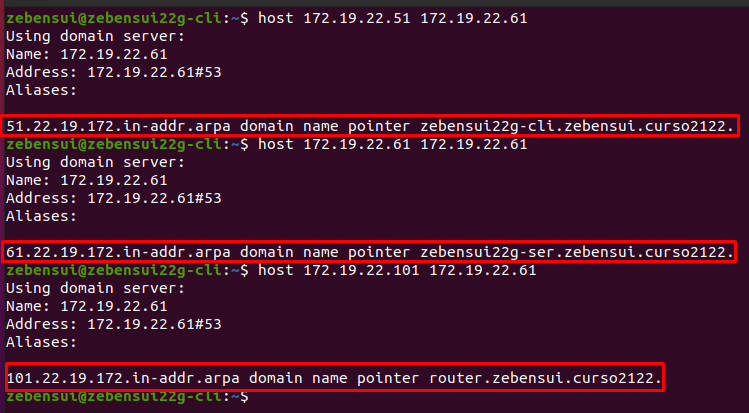 zebensui@zebensui22g-cli:~$ host 172.19.22.51 172.19.22.61
Using domain server:
Name: 172.19.22.61
Address: 172.19.22.61#53
Aliases:

51.22.19.172.in-addr.arpa domain name pointer zebensui22g-cli.zebensui.curso2122.
zebensui@zebensui22g-cli:~$ host 172.19.22.61 172.19.22.61
Using domain server:
Name: 172.19.22.61
Address: 172.19.22.61#53
Aliases:

61.22.19.172.in-addr.arpa domain name pointer zebensui22g-ser.zebensui.curso2122.
zebensui@zebensui22g-cli:~$ host 172.19.22.101 172.19.22.61
Using domain server:
Name: 172.19.22.61
Address: 172.19.22.61#53
Aliases:

101.22.19.172.in-addr.arpa domain name pointer router.zebensui.curso2122.
zebensui@zebensui22g-cli:~$